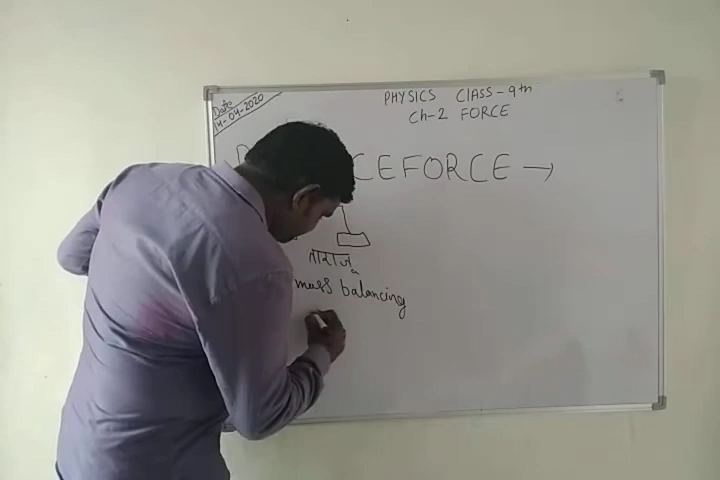 Date
14-04-2020
PHYSICS CLASS-9th
Ch-2 FORCE
CEFORCE →
ताराजू
mass balancing